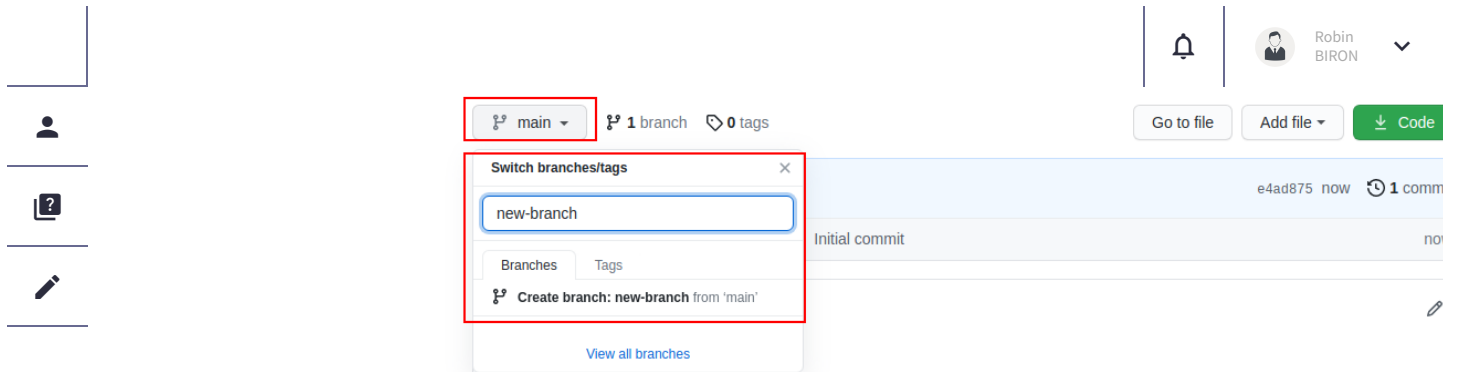 Robin
BIRON
main
1 branch
0 tags
Go to file
Add file
Code
Switch branches/tags
new-branch
e4ad875 now
1 comm
Initial commit
now
Branches
Tags
Create branch: new-branch from ‘main’
View all branches